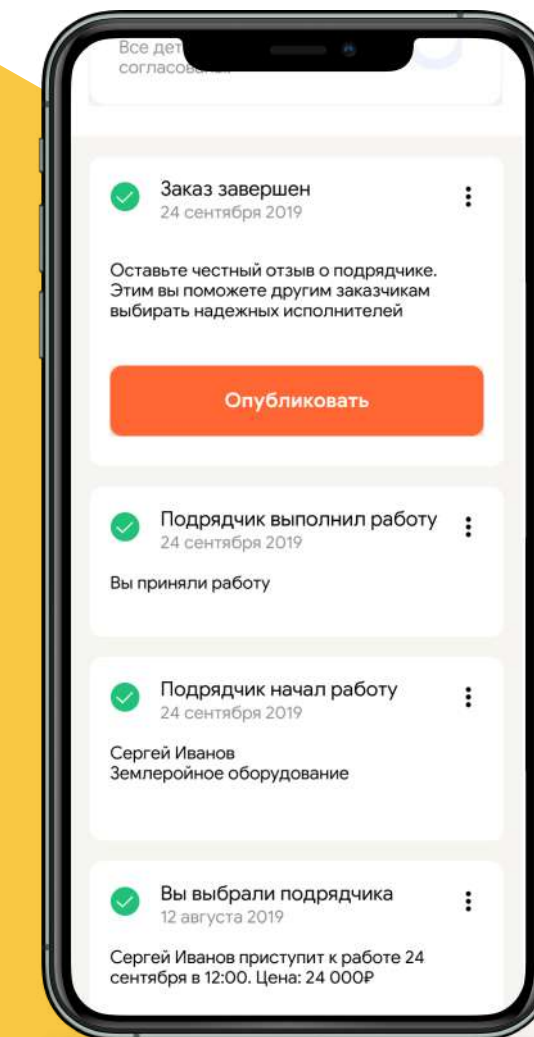 Все дет
Заказ завершен
24 сентября 2019
Оставьте честный отзыв о подрядчике.
Этим вы поможете другим заказчикам
выбирать надежных исполнителей
Опубликовать
Подрядчик выполнил работу
24 сентября 2019
Вы приняли работу
Подрядчик начал работу
24 сентября 2019
Сергей Иванов
Землеройное оборудование
Вы выбрали подрядчика
12 августа 2019
Сергей Иванов приступит к работе 24
сентября в 12:00. Цена: 24 000₽